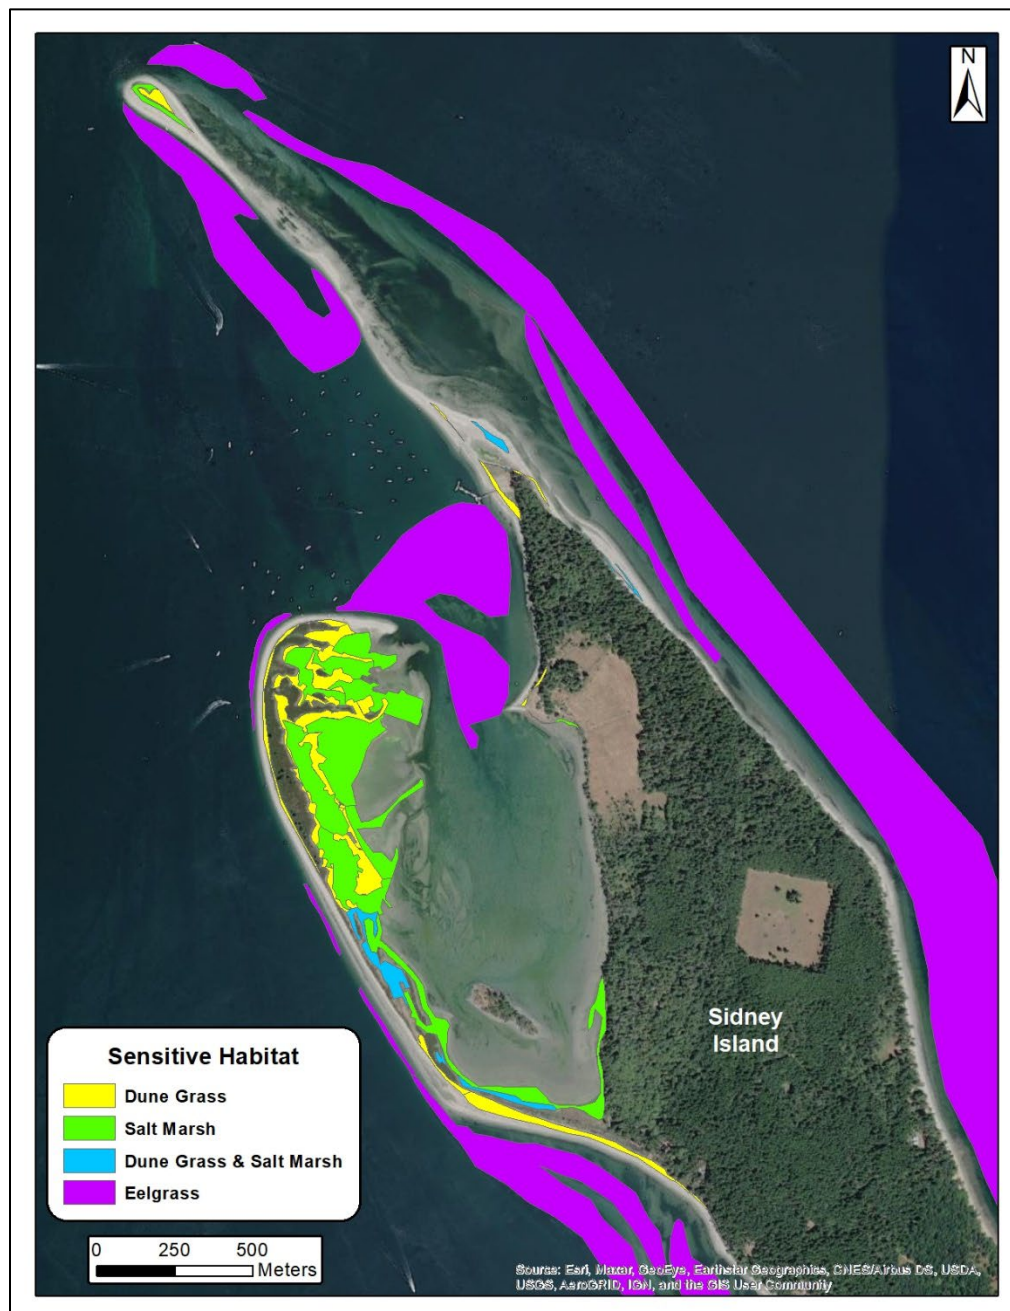 N
Sidney
Island
Sensitive Habitat
Dune Grass
Salt Marsh
Dune Grass & Salt Marsh
Eelgrass
0 250 500
Meters
Source: Esri, Maxar, GeoEye, Earthstar Geographics, CNES/Airbus DS, USDA,
USGS, AeroGRID, IGN, and the GIS User Community